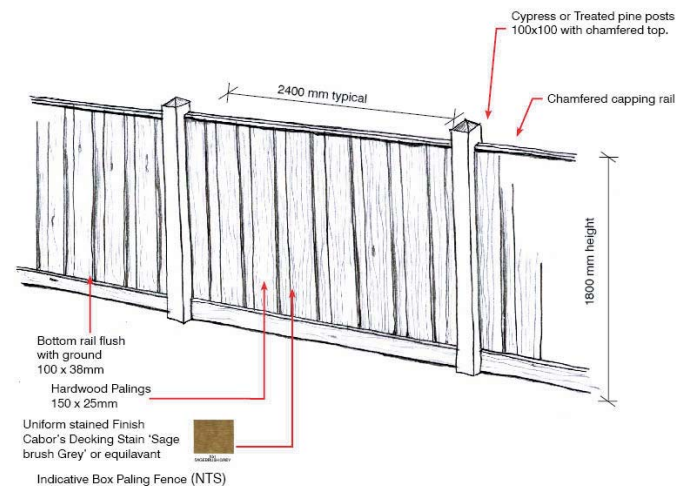 Cypress or Treated pine posts
100x100 with chamfered top.
2400 mm typical
Chamfered capping rail
1800 mm height
Bottom rail flush
with ground
100 x 38mm
Hardwood Palings
150 x 25mm
Uniform stained Finish
Cabor's Decking Stain 'Sage
brush Grey' or equilavant
SAGEBRUSH GREY
Indicative Box Paling Fence (NTS)